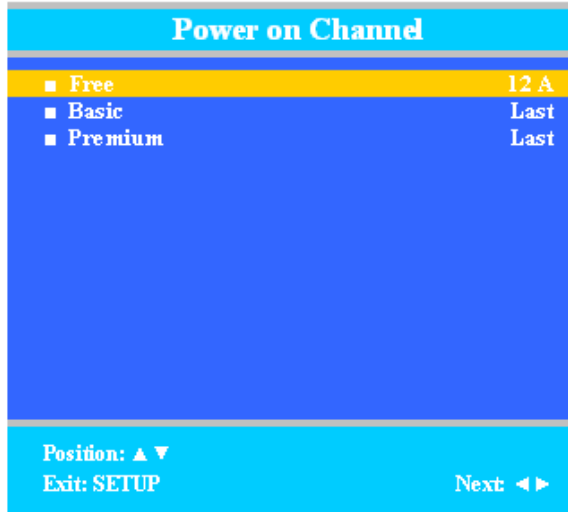 Power on Channel
■ Free 12 A
■ Basic Last
■ Premium Last
Position: ▲ ▼
Exit: SETUP Next: ◀ ▶